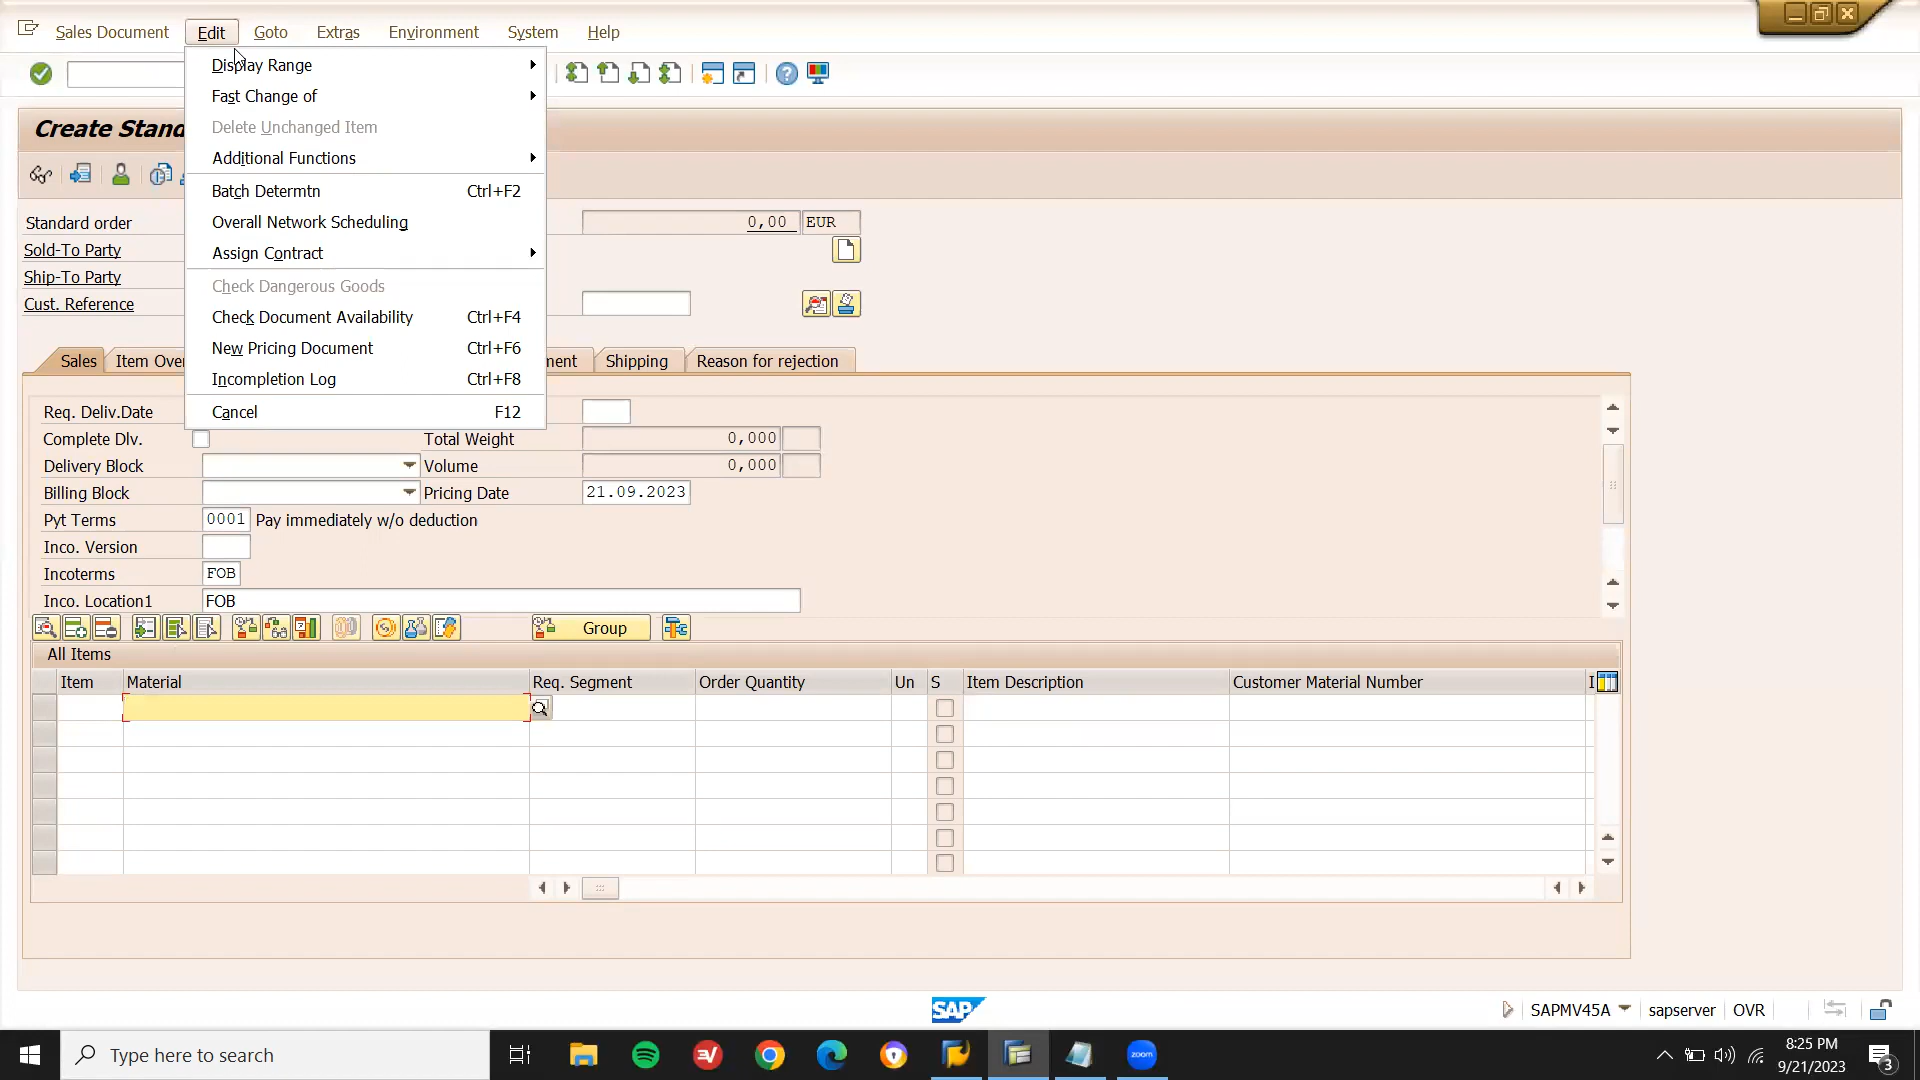 Sales Document Edit Goto Extras Environment System Help
Display Range
Fast Change of
Delete Unchanged Item
Create Stand
Additional Functions
Batch Determtn Ctrl+F2
Overall Network Scheduling
Assign Contract
Check Dangerous Goods
Check Document Availability Ctrl+F4
New Pricing Document Ctrl+F6
Incompletion Log Ctrl+F8
Cancel F12
Standard order 0,00 EUR
Sold-To Party
Ship-To Party
Cust. Reference
Sales Item Over ment Shipping Reason for rejection
Req. Deliv.Date
Complete Dlv. Total Weight 0,000
Delivery Block Volume 0,000
Billing Block Pricing Date 21.09.2023
Pyt Terms 0001 Pay immediately w/o deduction
Inco. Version
Incoterms FOB
Inco. Location1 FOB
Group
All Items
Item Material Req. Segment Order Quantity Un S Item Description Customer Material Number I
SAP
SAPMV45A sapserver OVR
Type here to search
zoom
8:25 PM
9/21/2023
3